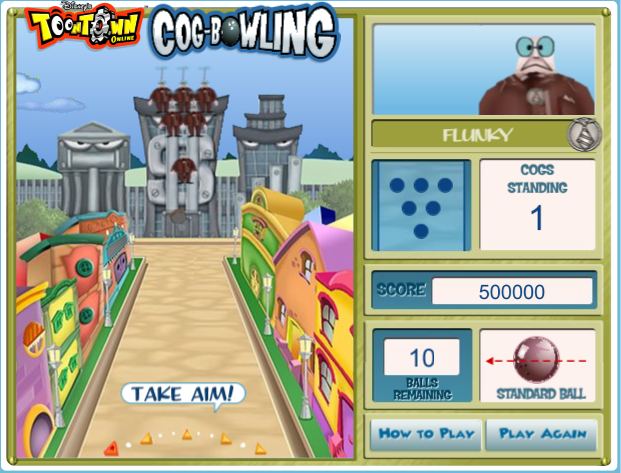 Disney's
TOONTOWN
ONLINE
COG-BOWLING
FLUNKY
COGS
STANDING
1
SCORE 500000
10
BALLS
REMAINING
STANDARD BALL
TAKE AIM!
HOW TO PLAY
PLAY AGAIN